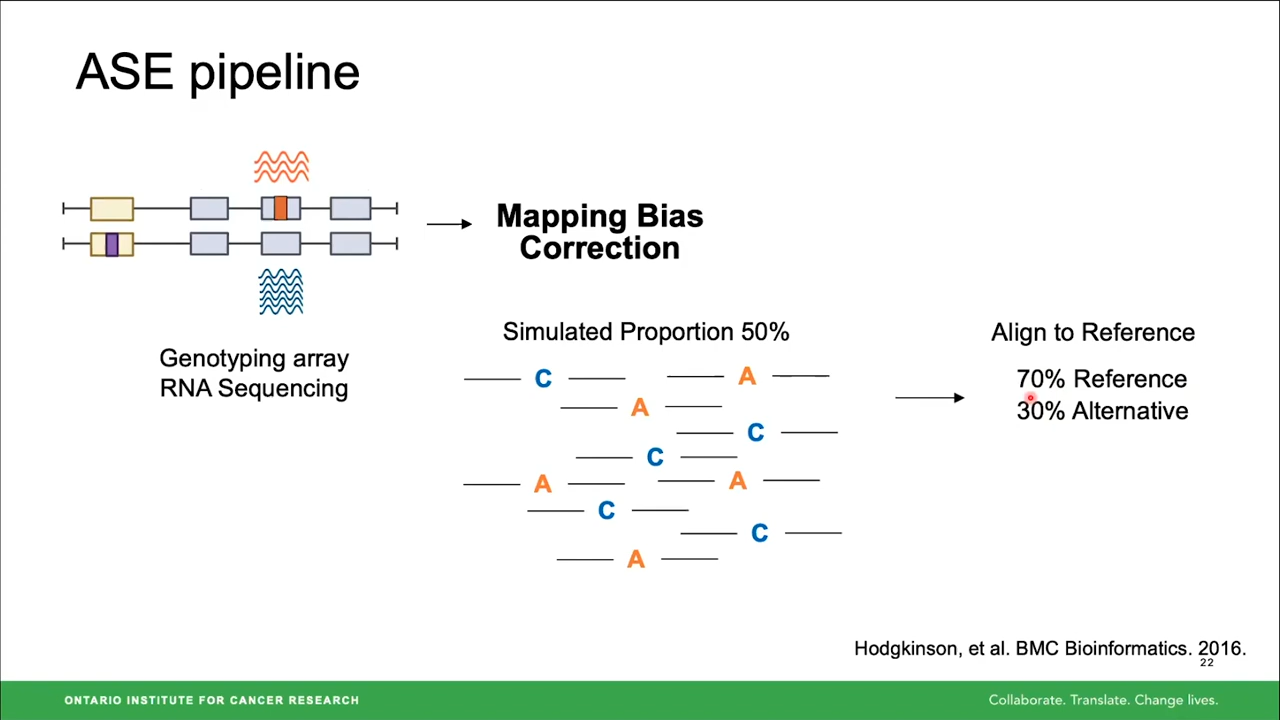 ASE pipeline
Mapping Bias
Correction
Genotyping array
RNA Sequencing
Simulated Proportion 50%
C
A
A
C
C
A
A
C
C
A
Align to Reference
70% Reference
30% Alternative
Hodgkinson, et al. BMC Bioinformatics. 2016.
22
ONTARIO INSTITUTE FOR CANCER RESEARCH
Collaborate. Translate. Change lives.